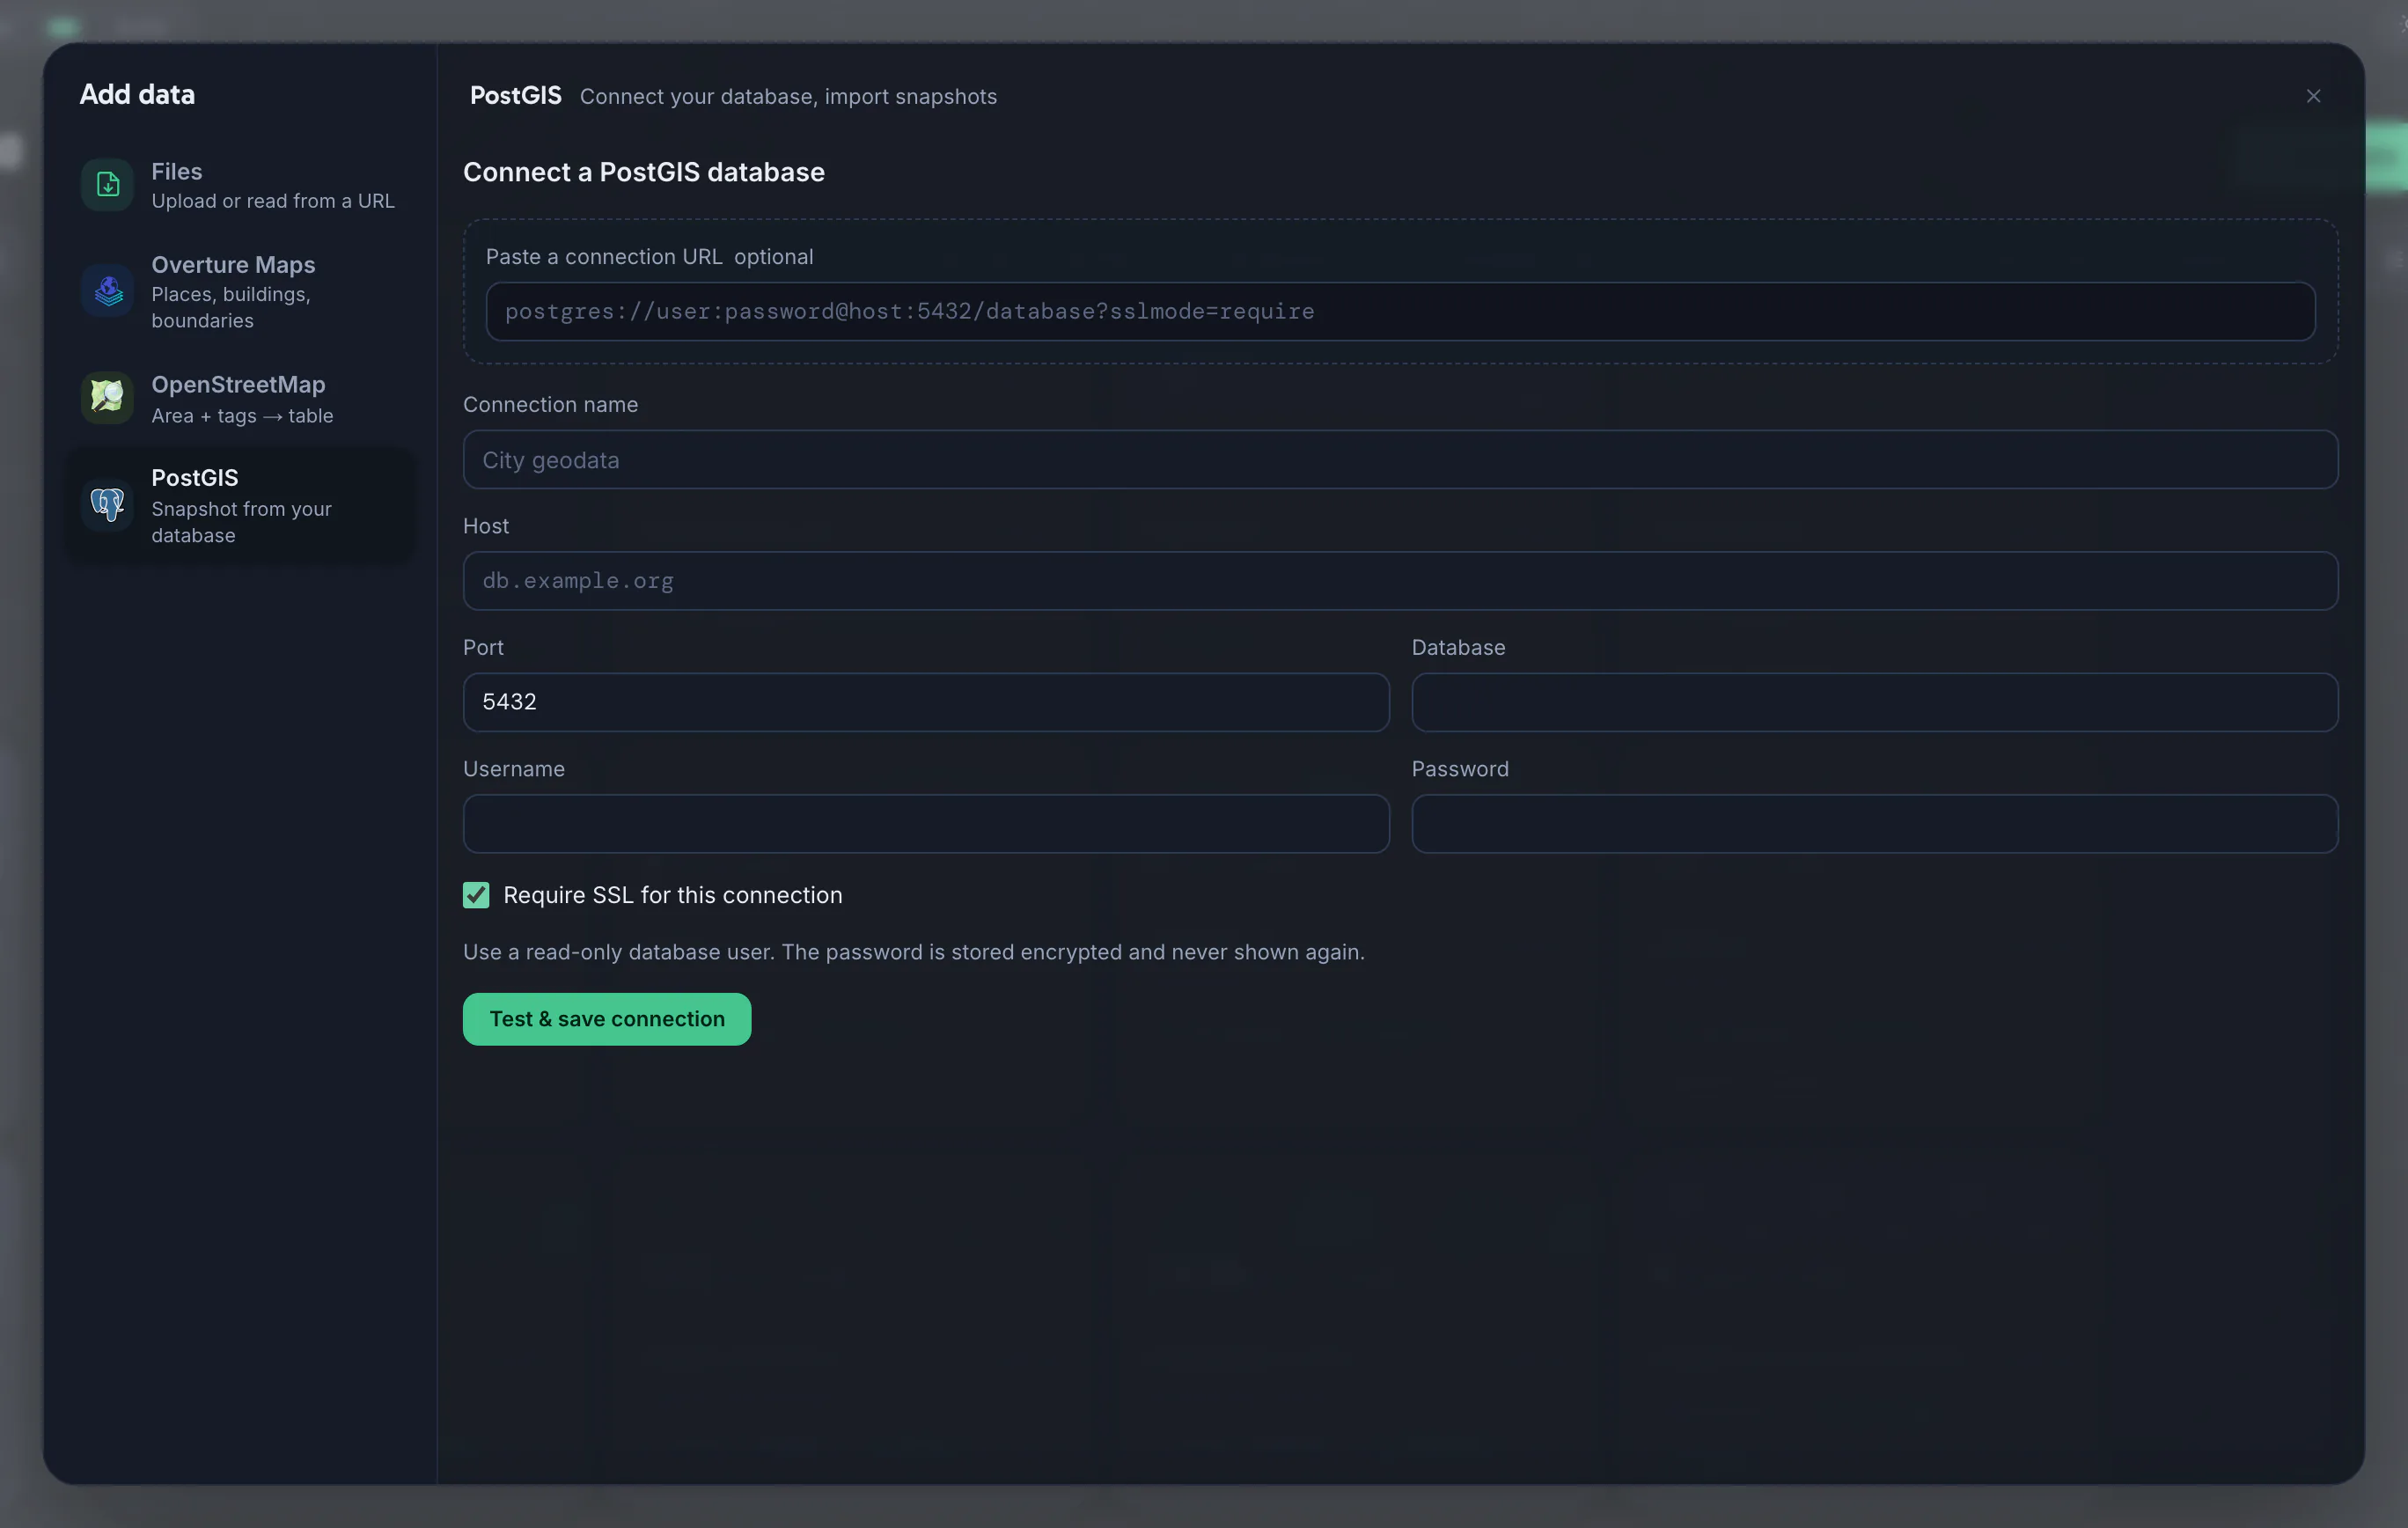 Add data
Files
Upload or read from a URL
Overture Maps
Places, buildings,
boundaries
OpenStreetMap
Area + tags → table
PostGIS
Snapshot from your
database
PostGIS Connect your database, import snapshots
Connect a PostGIS database
Paste a connection URL optional
postgres://user:password@host:5432/database?sslmode=require
Connection name
City geodata
Host
db.example.org
Port Database
5432
Username Password
Require SSL for this connection
Use a read-only database user. The password is stored encrypted and never shown again.
Test & save connection